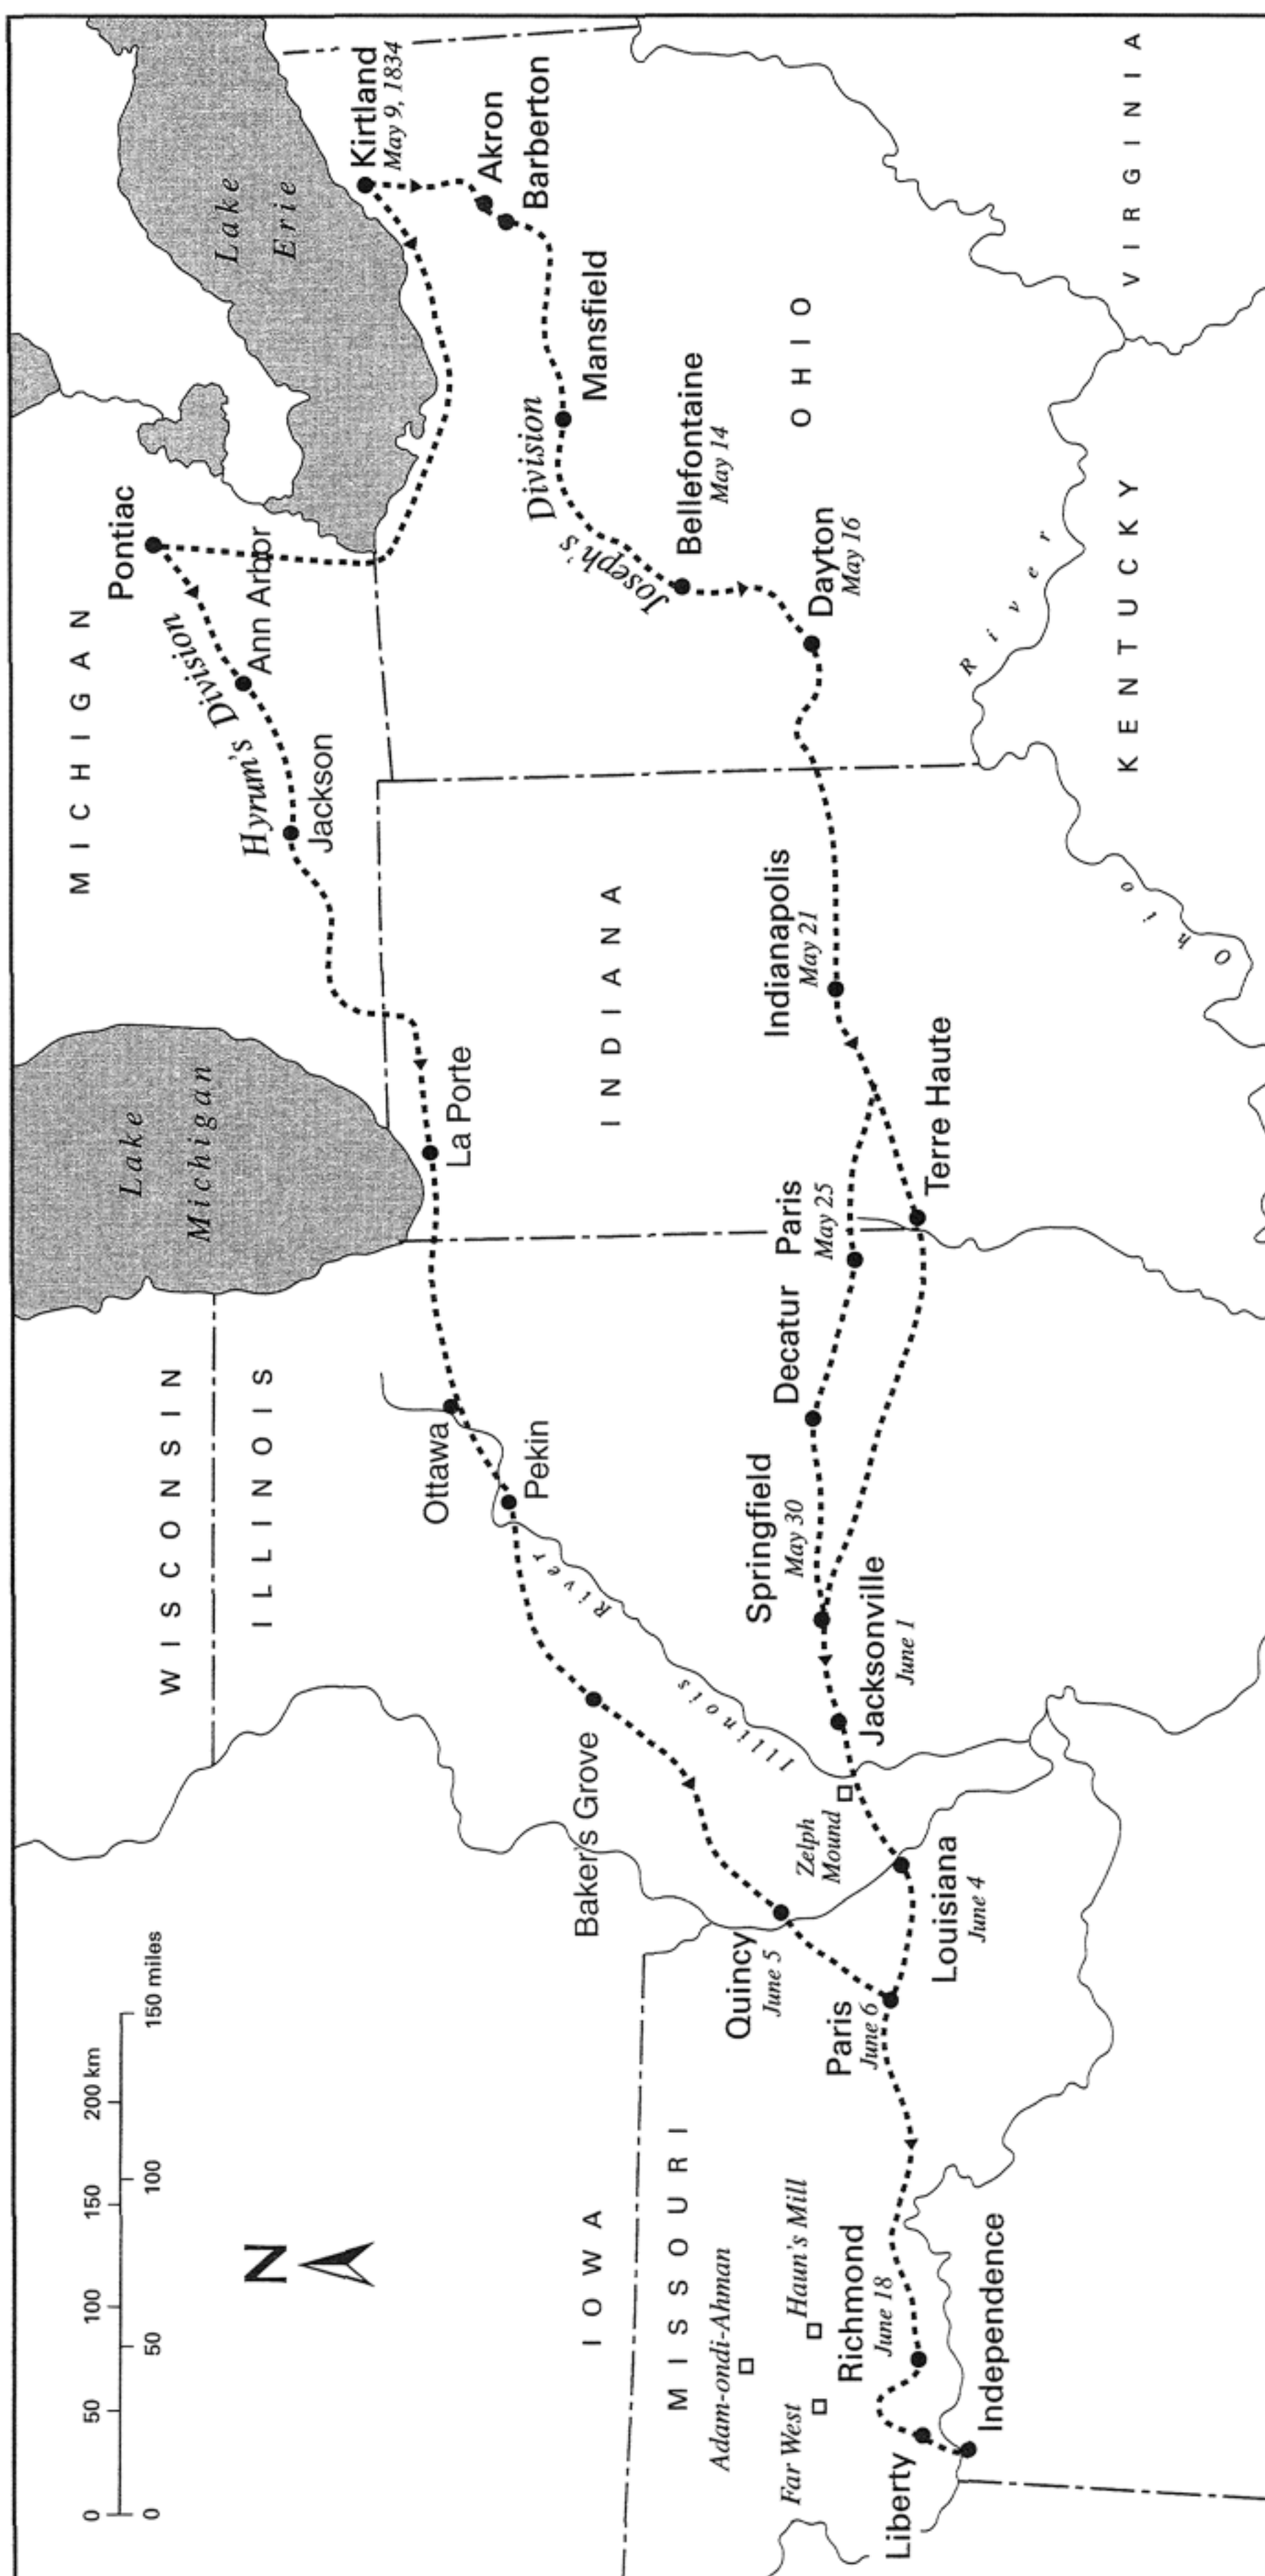 0 50 100 150 200 km
0 50 100 150 miles
N
WISCONSIN
ILLINOIS
MICHIGAN
IOWA
MISSOURI
INDIANA
OHIO
KENTUCKY
VIRGINIA
Lake
Michigan
Lake
Erie
Pontiac
Ann Arbor
Hyrum's Division
Jackson
La Porte
Ottawa
Pekin
Baker's Grove
Quincy
June 5
Kirtland
May 9, 1834
Akron
Barberton
Mansfield
Joseph's Division
Bellefontaine
May 14
Dayton
May 16
Indianapolis
May 21
Terre Haute
Paris
May 25
Decatur
Springfield
May 30
Jacksonville
June 1
Zelph
Mound
Louisiana
June 4
Paris
June 6
Haun's Mill
Adam-ondi-Ahman
Far West
Richmond
June 18
Liberty
Independence
Illinois River
Ohio River